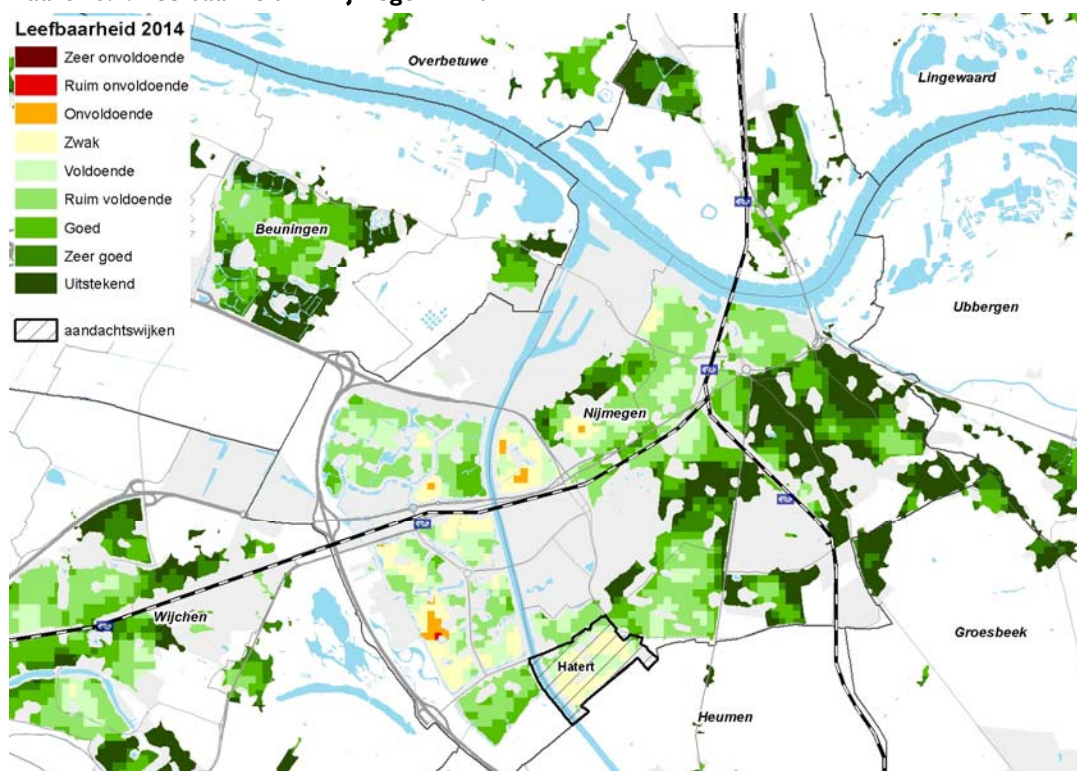 Leefbaarheid 2014
Zeer onvoldoende
Ruim onvoldoende
Onvoldoende
Zwak
Voldoende
Ruim voldoende
Goed
Zeer goed
Uitstekend
aandachtswijken
Overbetuwe
Lingewaard
Beuningen
Ubbergen
Nijmegen
Wijchen
Groesbeek
Hatert
Heumen